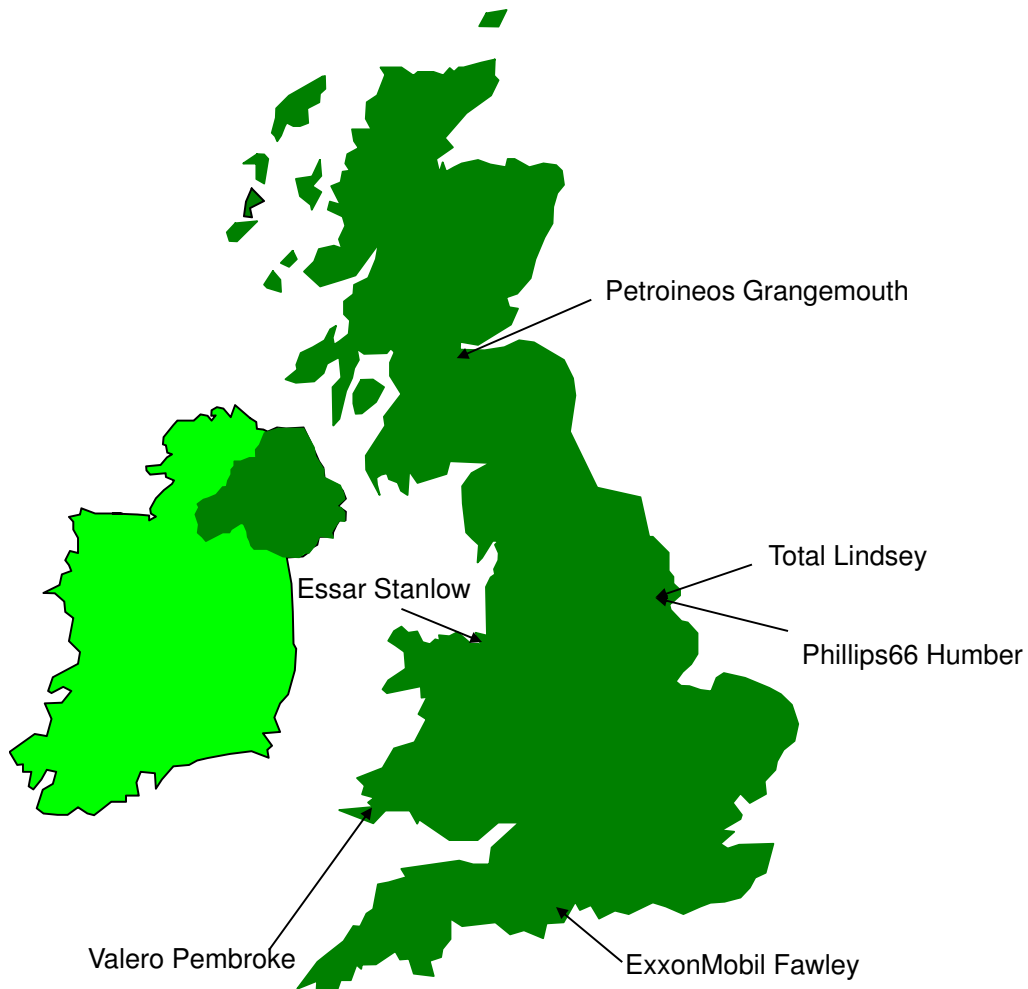 Petroineos Grangemouth
Total Lindsey
Essar Stanlow
Phillips66 Humber
Valero Pembroke
ExxonMobil Fawley